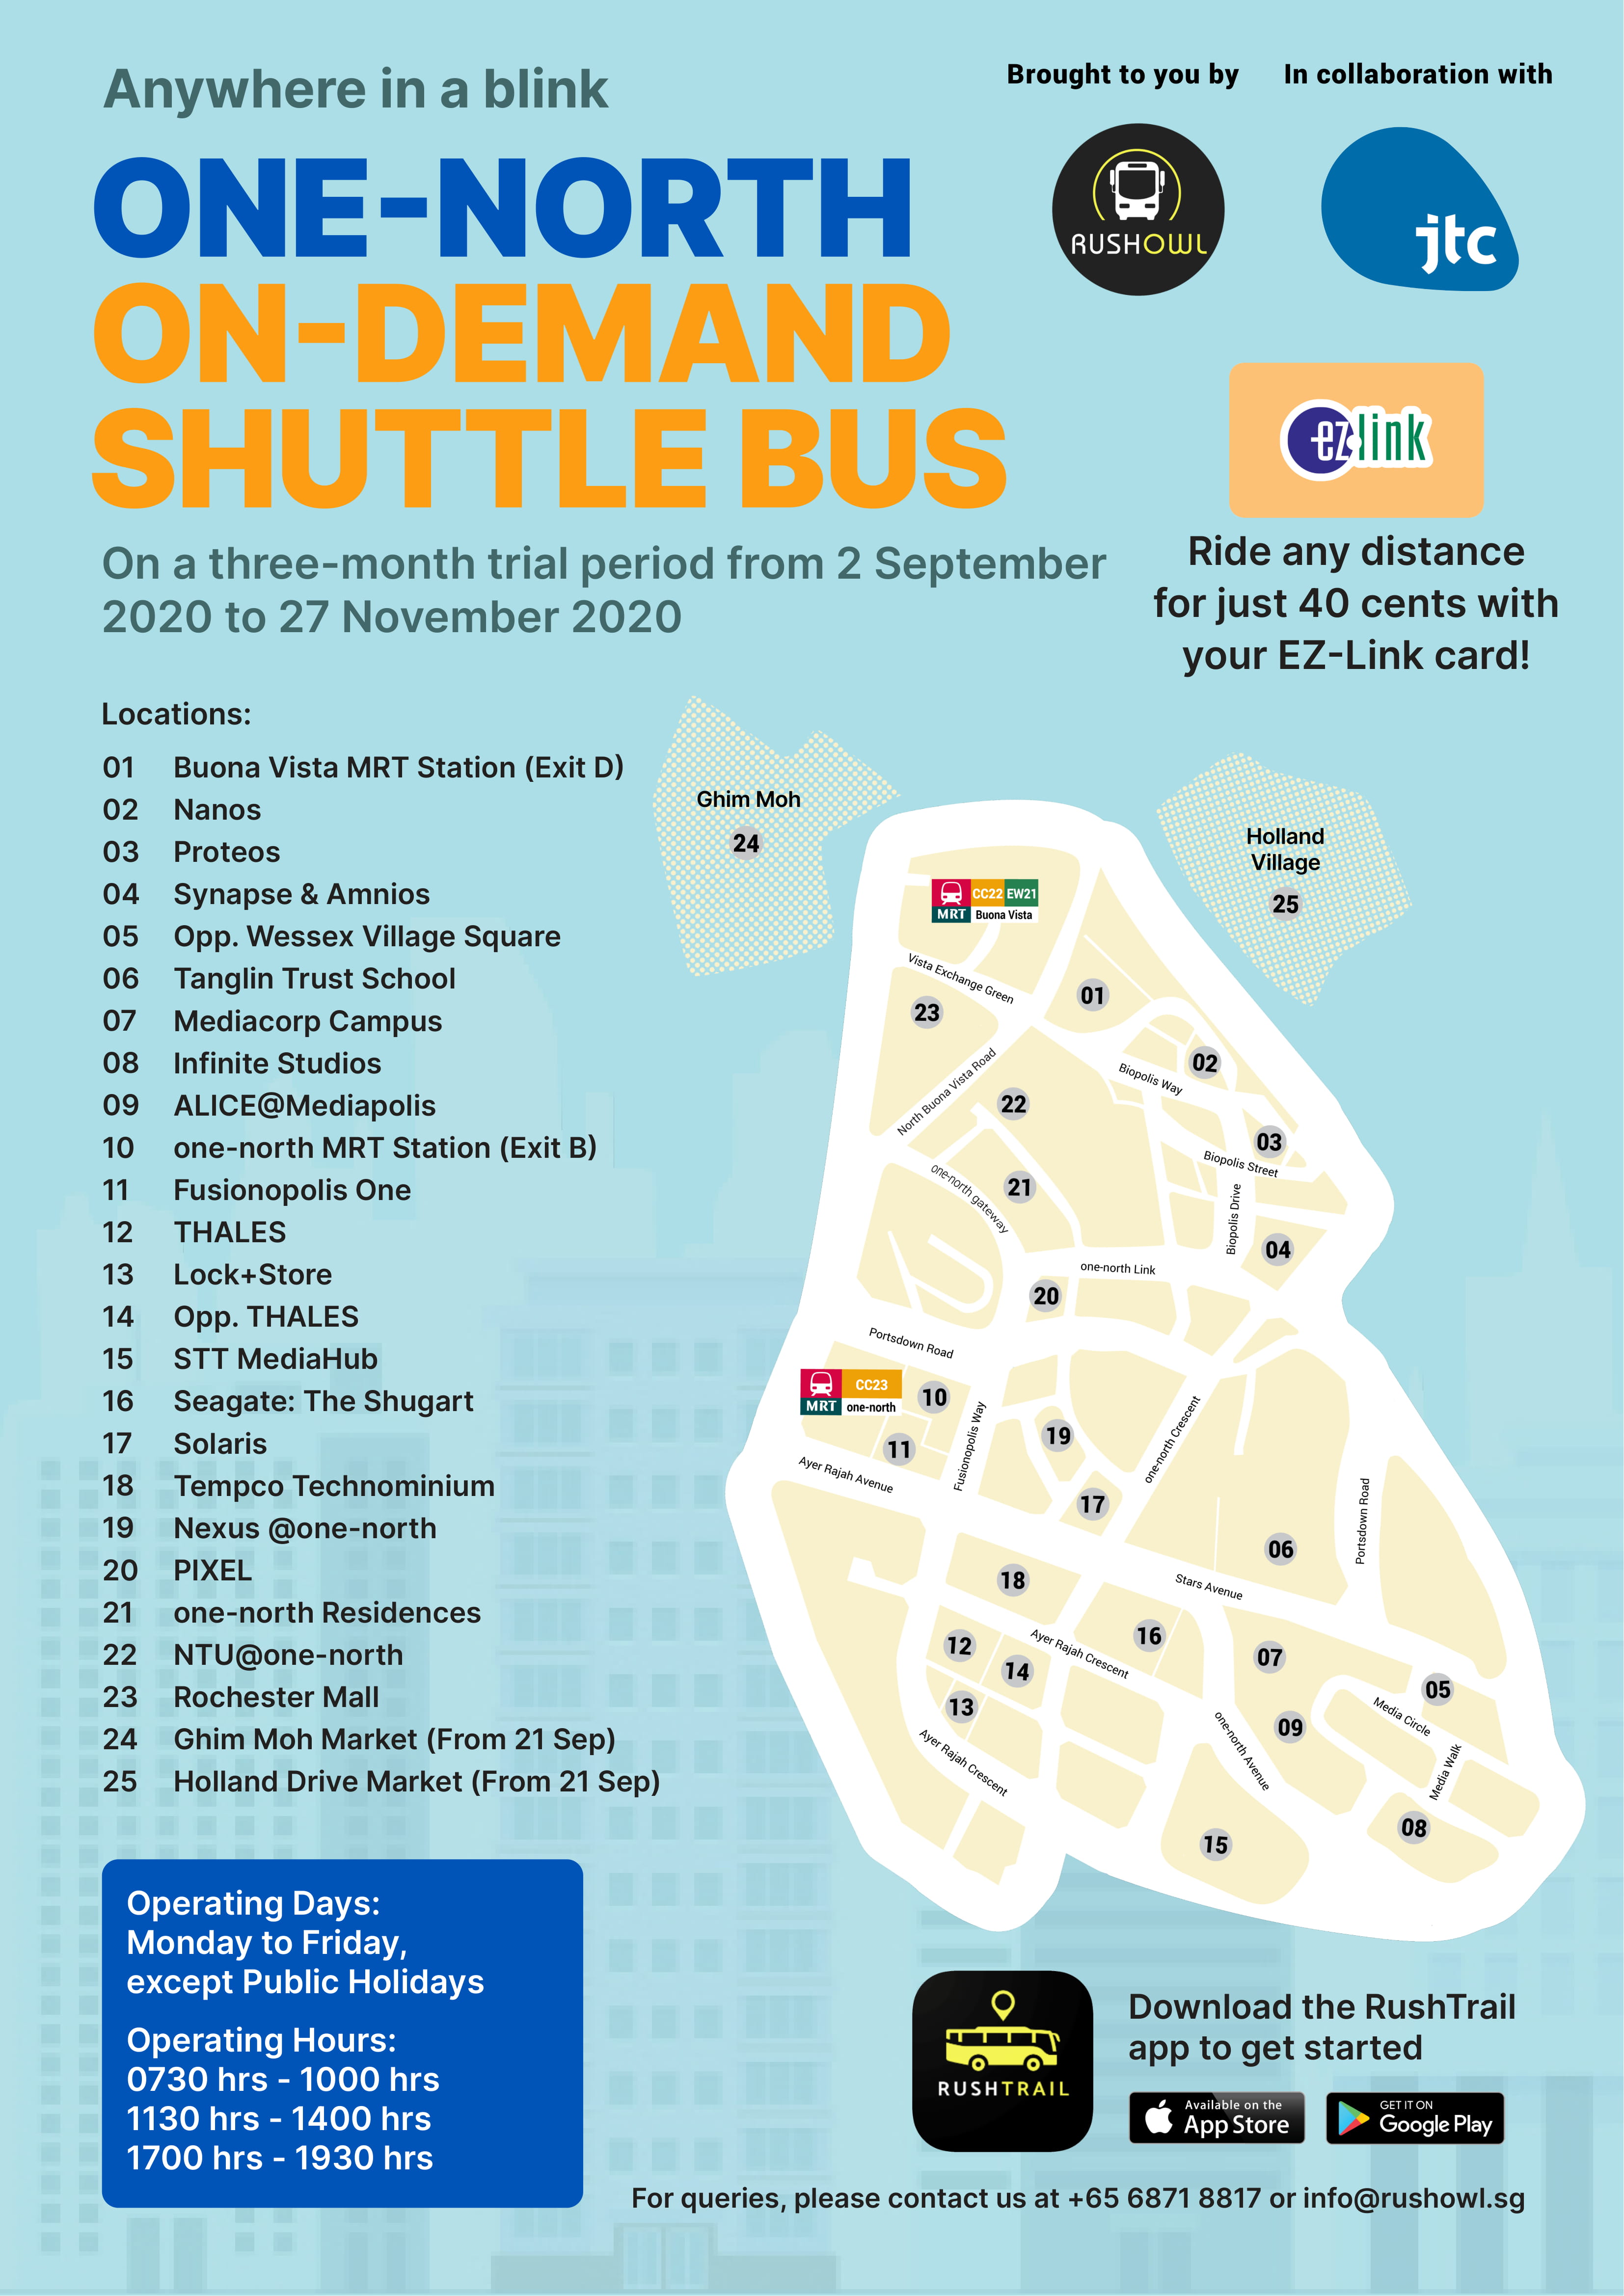 Anywhere in a blink
ONE-NORTH
ON-DEMAND
SHUTTLE BUS
On a three-month trial period from 2 September
2020 to 27 November 2020
Brought to you by
RUSHOWL
In collaboration with
jtc
ez-link
Ride any distance
for just 40 cents with
your EZ-Link card!
Locations:
01 Buona Vista MRT Station (Exit D)
02 Nanos
03 Proteos
04 Synapse & Amnios
05 Opp. Wessex Village Square
06 Tanglin Trust School
07 Mediacorp Campus
08 Infinite Studios
09 ALICE@Mediapolis
10 one-north MRT Station (Exit B)
11 Fusionopolis One
12 THALES
13 Lock+Store
14 Opp. THALES
15 STT MediaHub
16 Seagate: The Shugart
17 Solaris
18 Tempco Technominium
19 Nexus @one-north
20 PIXEL
21 one-north Residences
22 NTU@one-north
23 Rochester Mall
24 Ghim Moh Market (From 21 Sep)
25 Holland Drive Market (From 21 Sep)
Ghim Moh
24
Holland
Village
25
CC22 EW21
MRT Buona Vista
Vista Exchange Green
01
23
02
North Buona Vista Road
Biopolis Way
22
03
Biopolis Street
one-north gateway
21
Biopolis Drive
04
one-north Link
20
Portsdown Road
CC23
MRT one-north
10
11
Fusionopolis Way
19
one-north Crescent
Ayer Rajah Avenue
17
Portsdown Road
06
18
Stars Avenue
12
14
Ayer Rajah Crescent
16
07
05
13
09
Media Circle
one-north Avenue
Ayer Rajah Crescent
Media Walk
08
15
Operating Days:
Monday to Friday,
except Public Holidays
Operating Hours:
0730 hrs - 1000 hrs
1130 hrs - 1400 hrs
1700 hrs - 1930 hrs
RUSHTRAIL
Download the RushTrail
app to get started
Available on the
App Store
GET IT ON
Google Play
For queries, please contact us at +65 6871 8817 or info@rushowl.sg